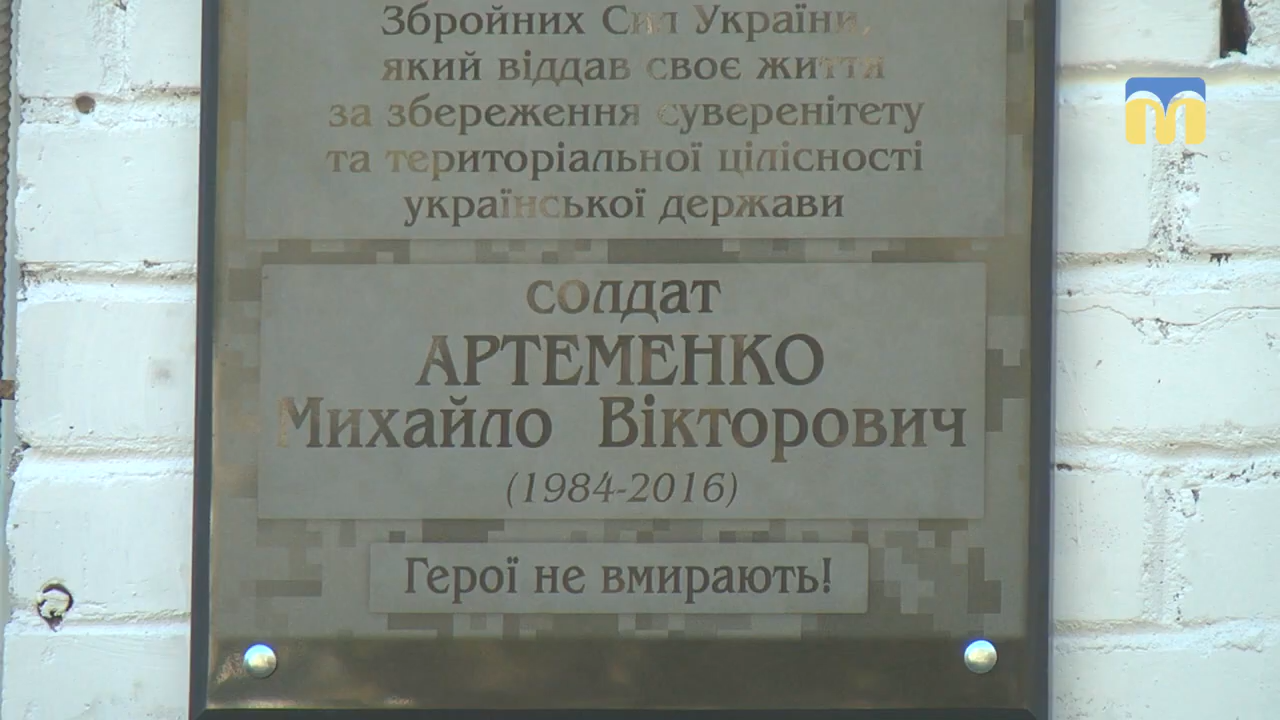 Збройних Сил України,
який віддав своє життя
за збереження суверенітету
та територіальної цілісності
української держави
солдат
АРТЕМЕНКО
Михайло Вікторович
(1984-2016)
Герої не вмирають!